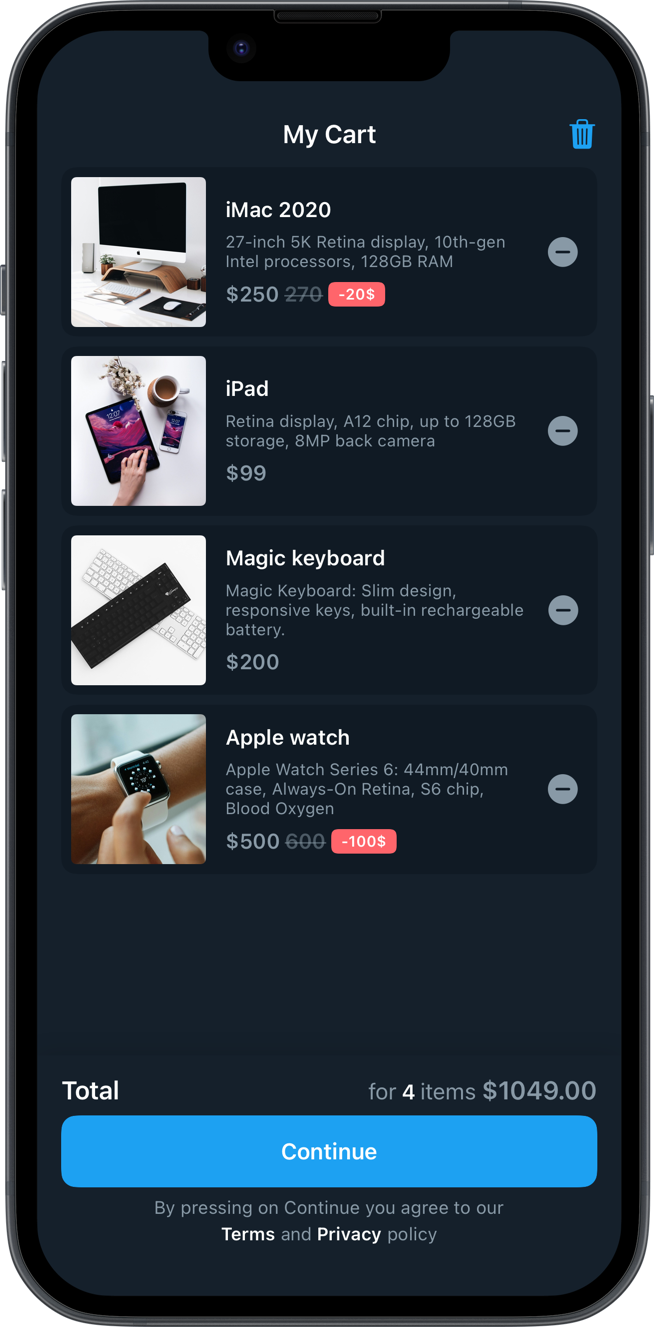 My Cart
iMac 2020
27-inch 5K Retina display, 10th-gen
Intel processors, 128GB RAM
$250 270 -20$
iPad
Retina display, A12 chip, up to 128GB
storage, 8MP back camera
$99
Magic keyboard
Magic Keyboard: Slim design,
responsive keys, built-in rechargeable
battery.
$200
Apple watch
Apple Watch Series 6: 44mm/40mm
case, Always-On Retina, S6 chip,
Blood Oxygen
$500 600 -100$
Total for 4 items $1049.00
Continue
By pressing on Continue you agree to our
Terms and Privacy policy